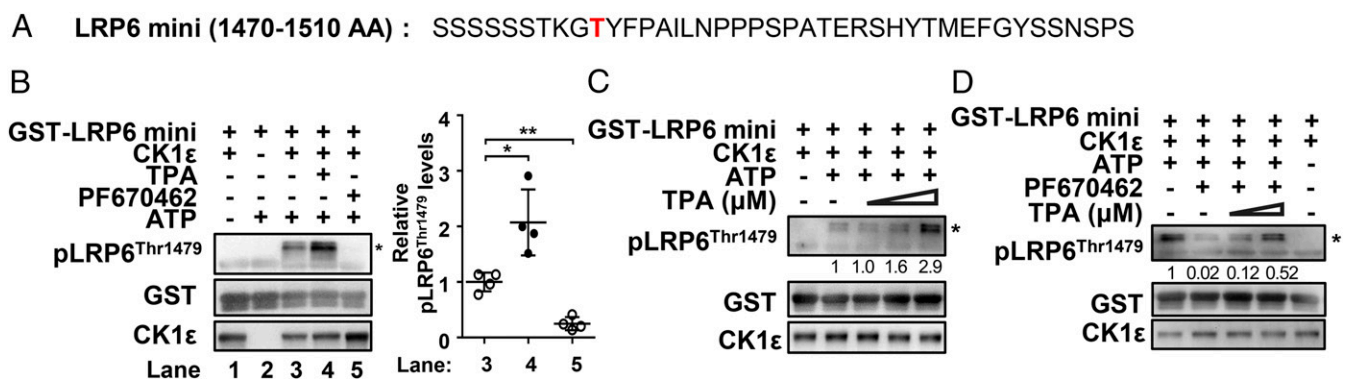 A LRP6 mini (1470-1510 AA) : SSSSSSTKGTYFPAILNPPPSPATERSHYTMEFGYSSNSPS
B
GST-LRP6 mini + + + + +
CK1ε + - + + +
TPA +
PF670462 +
ATP - + + + +
pLRP6Thr1479 *
GST
CK1ε
Lane 1 2 3 4 5
Relative
pLRP6Thr1479 levels
4
3
2
1
0
**
*
Lane: 3 4 5
C
GST-LRP6 mini + + + + +
CK1ε + + + + +
ATP - + + + +
TPA (µM) - -
pLRP6Thr1479 *
1 1.0 1.6 2.9
GST
CK1ε
D
GST-LRP6 mini + + + + +
CK1ε + + + + +
ATP + + + + -
PF670462 - + + + -
TPA (µM) - - -
pLRP6Thr1479 *
1 0.02 0.12 0.52
GST
CK1ε